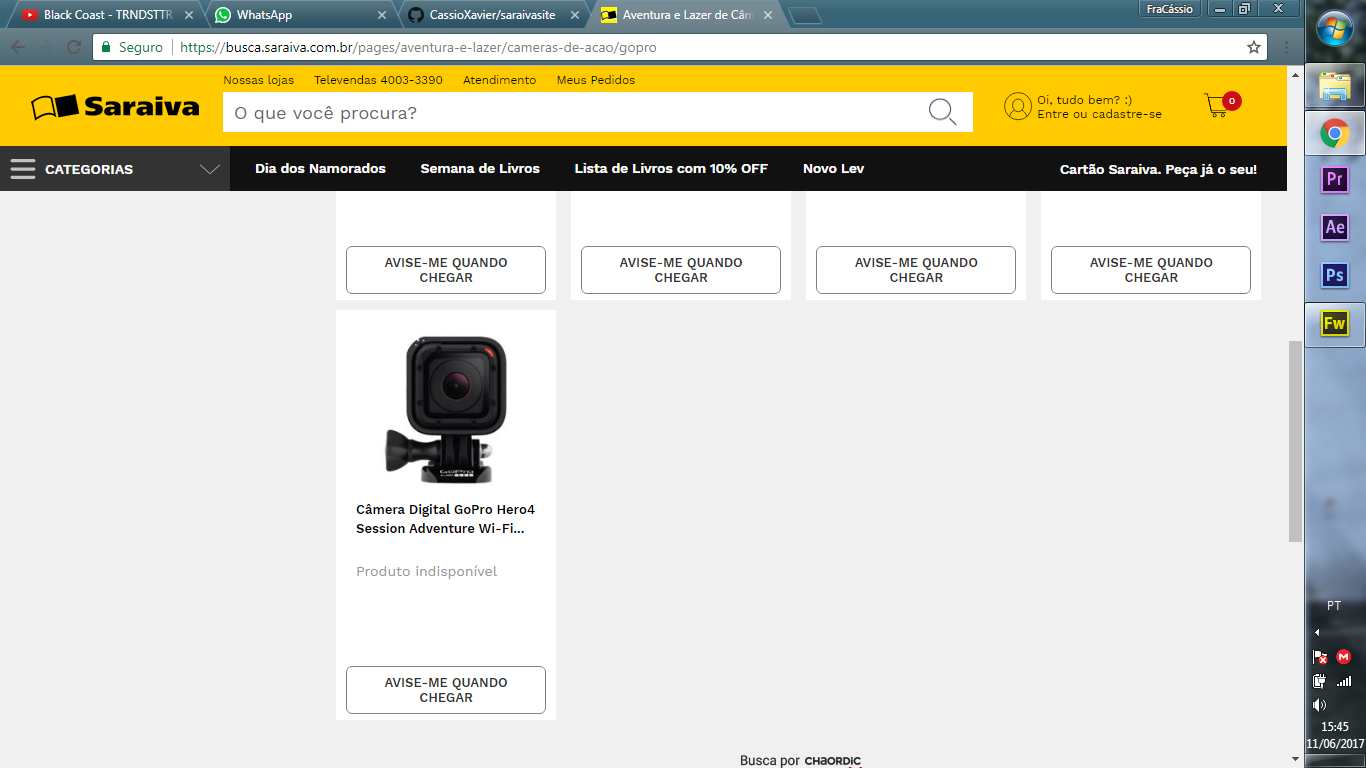 Black Coast - TRNDSTTR
WhatsApp
CassioXavier/saraivasite
Aventura e Lazer de Câm
FraCássio
Seguro
https://busca.saraiva.com.br/pages/aventura-e-lazer/cameras-de-acao/gopro
Nossas lojas Televendas 4003-3390 Atendimento Meus Pedidos
Saraiva
O que você procura?
Oi, tudo bem? :)
Entre ou cadastre-se
0
CATEGORIAS
Dia dos Namorados Semana de Livros Lista de Livros com 10% OFF Novo Lev
Cartão Saraiva. Peça já o seu!
AVISE-ME QUANDO
CHEGAR
AVISE-ME QUANDO
CHEGAR
AVISE-ME QUANDO
CHEGAR
AVISE-ME QUANDO
CHEGAR
GoPro
Câmera Digital GoPro Hero4
Session Adventure Wi-Fi...
Produto indisponível
AVISE-ME QUANDO
CHEGAR
Busca por CHAORDIC
Pr
Ae
Ps
Fw
PT
M
15:45
11/06/2017